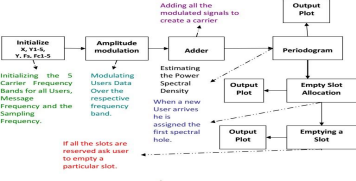 Adding all the
modulated signals to
create a carrier
Output
Plot
Initialize
X, Y1-5,
Y, Fs, Fc1-5
Amplitude
modulation
Adder
Periodogram
Initializing the 5
Carrier Frequency
Bands for all Users,
Message
Frequency and the
Sampling
Frequency.
Modulating
Users Data
Over the
respective
frequency
band.
Estimating
the Power
Spectral
Density
When a new
User arrives
he is
assigned the
first spectral
hole.
Output
Plot
Empty Slot
Allocation
If all the slots are
reserved ask user
to empty a
particular slot.
Output
Plot
Emptying a
Slot